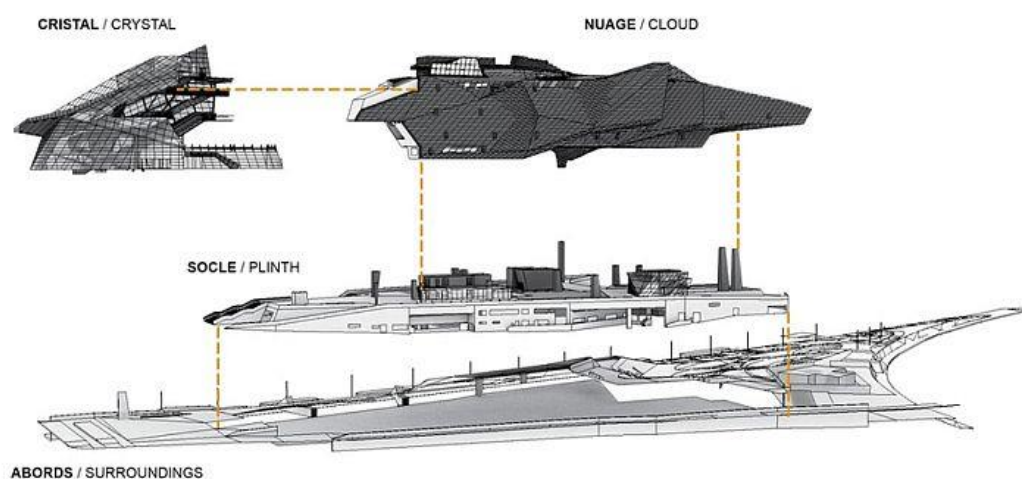 CRISTAL / CRYSTAL
NUAGE / CLOUD
SOCLE / PLINTH
ABORDS / SURROUNDINGS